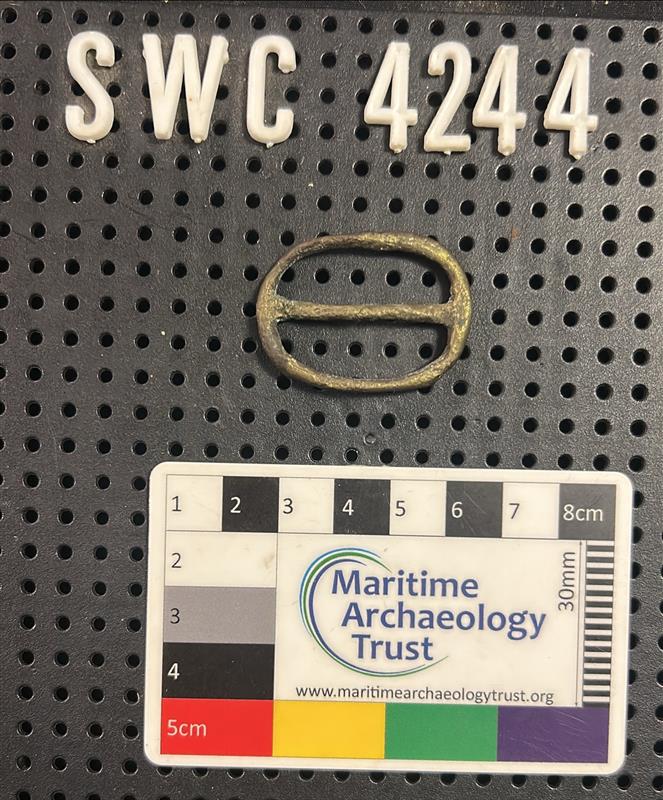 SWC 4244
1 2 3 4 5 6 7 8cm
2
3
4
5cm
30mm
Maritime
Archaeology
Trust
www.maritimearchaeologytrust.org